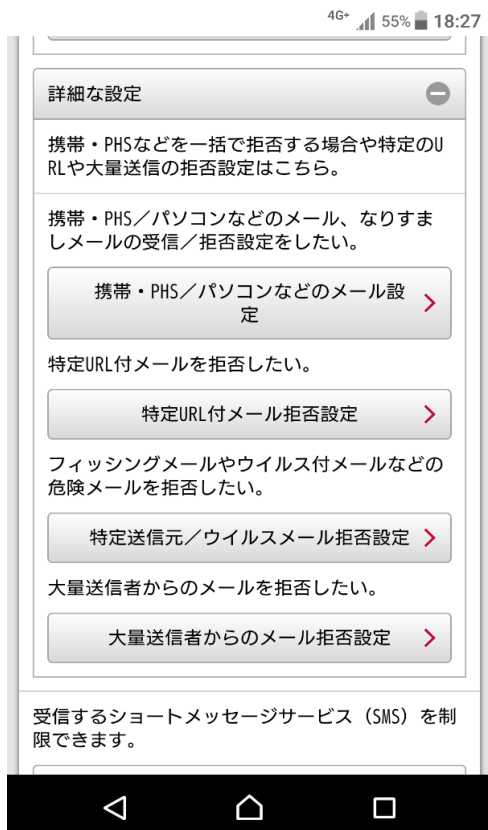 4G+ 55% 18:27
詳細な設定
携帯・PHSなどを一括で拒否する場合や特定のU
RLや大量送信の拒否設定はこちら。
携帯・PHS／パソコンなどのメール、なりすま
しメールの受信／拒否設定をしたい。
携帯・PHS／パソコンなどのメール設
定
特定URL付メールを拒否したい。
特定URL付メール拒否設定
フィッシングメールやウイルス付メールなどの
危険メールを拒否したい。
特定送信元／ウイルスメール拒否設定
大量送信者からのメールを拒否したい。
大量送信者からのメール拒否設定
受信するショートメッセージサービス（SMS）を制
限できます。